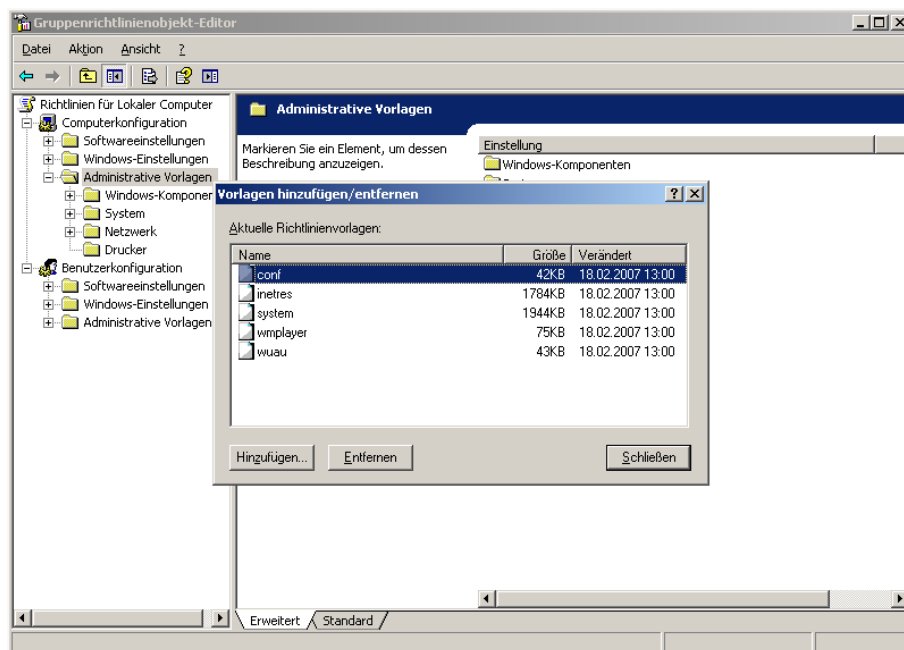 Gruppenrichtlinienobjekt-Editor
Datei Aktion Ansicht ?
Richtlinien für Lokaler Computer
Computerkonfiguration
Softwareeinstellungen
Windows-Einstellungen
Administrative Vorlagen
Windows-Komponer
System
Netzwerk
Drucker
Benutzerkonfiguration
Softwareeinstellungen
Windows-Einstellungen
Administrative Vorlagen
Administrative Vorlagen
Markieren Sie ein Element, um dessen
Beschreibung anzuzeigen.
Einstellung
Windows-Komponenten
Vorlagen hinzufügen/entfernen
Aktuelle Richtlinienvorlagen:
Name Größe Verändert
conf 42KB 18.02.2007 13:00
inetres 1784KB 18.02.2007 13:00
system 1944KB 18.02.2007 13:00
wmplayer 75KB 18.02.2007 13:00
wuau 43KB 18.02.2007 13:00
Hinzufügen... Entfernen Schließen
Erweitert Standard